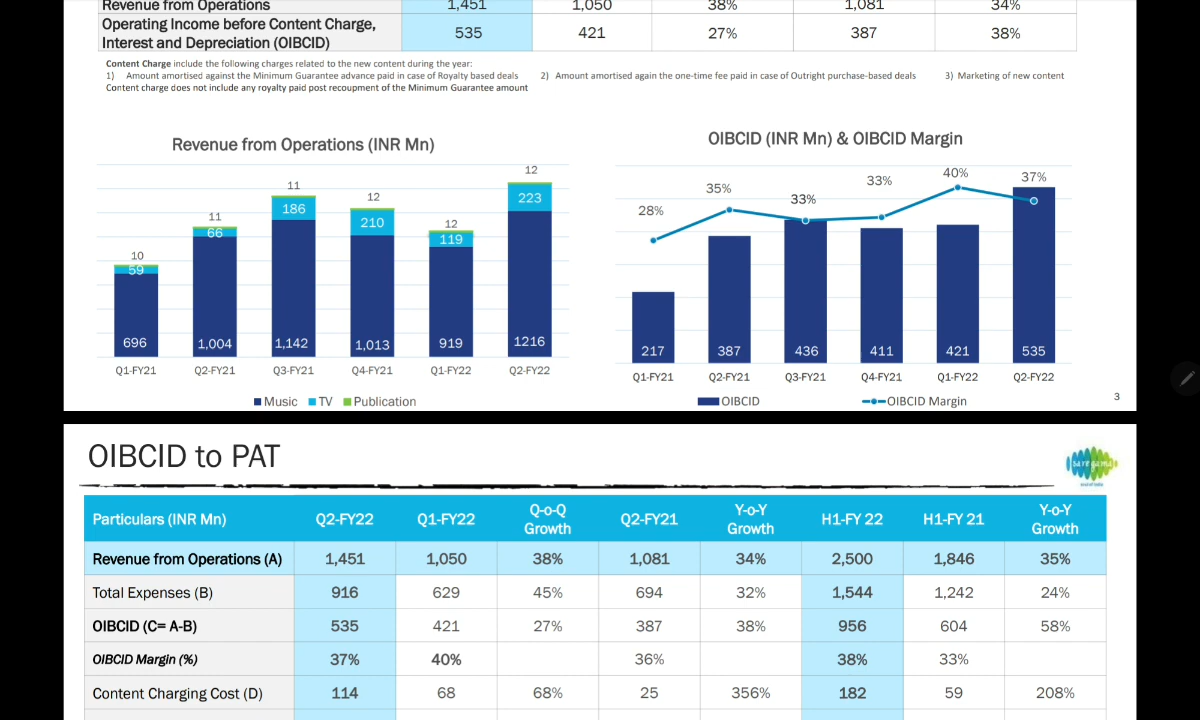 Revenue from Operations 1,451 1,050 38% 1,081 34%
Operating Income before Content Charge,
Interest and Depreciation (OIBCID) 535 421 27% 387 38%
Content Charge include the following charges related to the new content during the year:
1) Amount amortised against the Minimum Guarantee advance paid in case of Royalty based deals 2) Amount amortised again the one-time fee paid in case of Outright purchase-based deals 3) Marketing of new content
Content charge does not include any royalty paid post recoupment of the Minimum Guarantee amount
Revenue from Operations (INR Mn)
10 11 11 12 12 12
59 66 186 210 119 223
696 1,004 1,142 1,013 919 1216
Q1-FY21 Q2-FY21 Q3-FY21 Q4-FY21 Q1-FY22 Q2-FY22
Music TV Publication
OIBCID (INR Mn) & OIBCID Margin
28% 35% 33% 33% 40% 37%
217 387 436 411 421 535
Q1-FY21 Q2-FY21 Q3-FY21 Q4-FY21 Q1-FY22 Q2-FY22
OIBCID OIBCID Margin
3
OIBCID to PAT
saregama
Particulars (INR Mn) Q2-FY22 Q1-FY22 Q-o-Q Growth Q2-FY21 Y-o-Y Growth H1-FY 22 H1-FY 21 Y-o-Y Growth
Revenue from Operations (A) 1,451 1,050 38% 1,081 34% 2,500 1,846 35%
Total Expenses (B) 916 629 45% 694 32% 1,544 1,242 24%
OIBCID (C= A-B) 535 421 27% 387 38% 956 604 58%
OIBCID Margin (%) 37% 40% 36% 38% 33%
Content Charging Cost (D) 114 68 68% 25 356% 182 59 208%